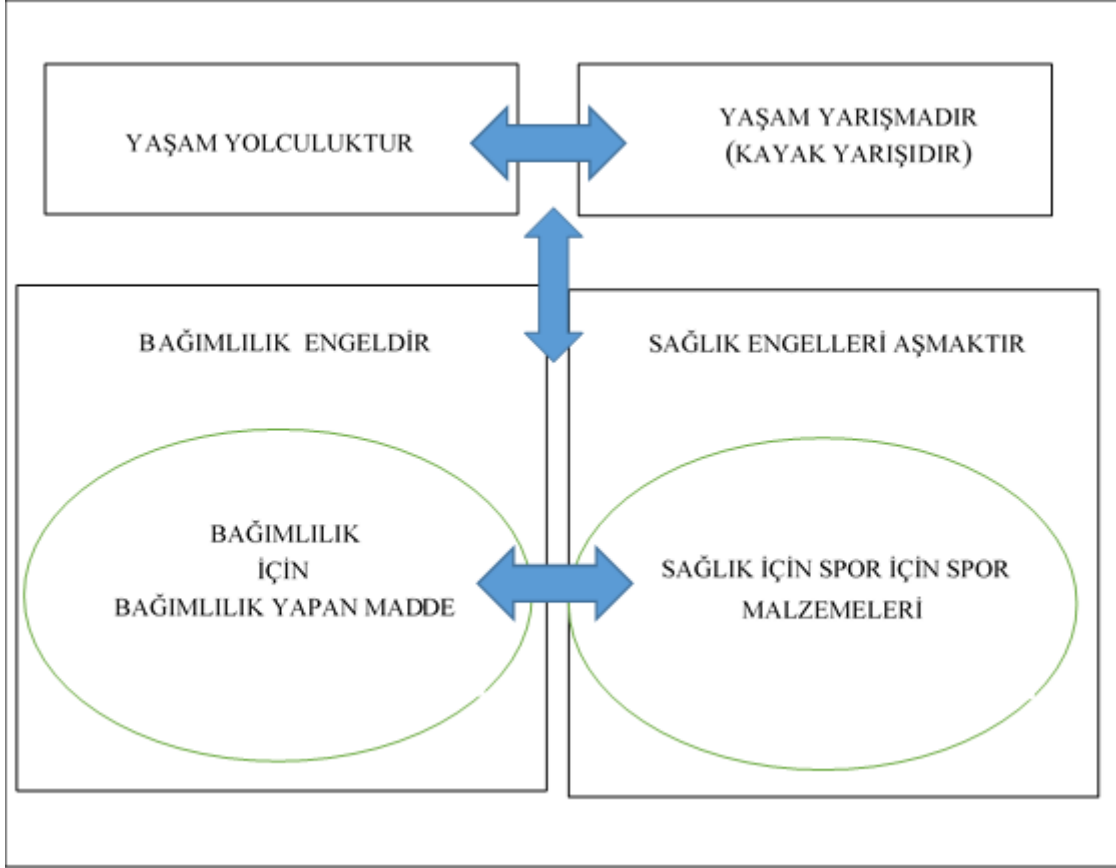 YAŞAM YOLCULUKTUR
YAŞAM YARIŞMADIR
(KAYAK YARIŞIDIR)
BAĞIMLILIK ENGELDİR
SAĞLIK ENGELLERİ AŞMAKTIR
BAĞIMLILIK
İÇİN
BAĞIMLILIK YAPAN MADDE
SAĞLIK İÇİN SPOR İÇİN SPOR
MALZEMELERİ